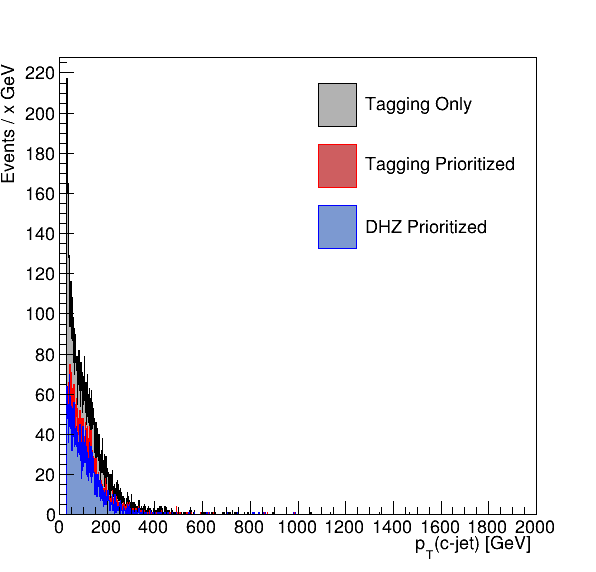 Events / x GeV
220
200
180
160
140
120
100
80
60
40
20
0
Tagging Only
Tagging Prioritized
DHZ Prioritized
0 200 400 600 800 1000 1200 1400 1600 1800 2000
p_T(c-jet) [GeV]